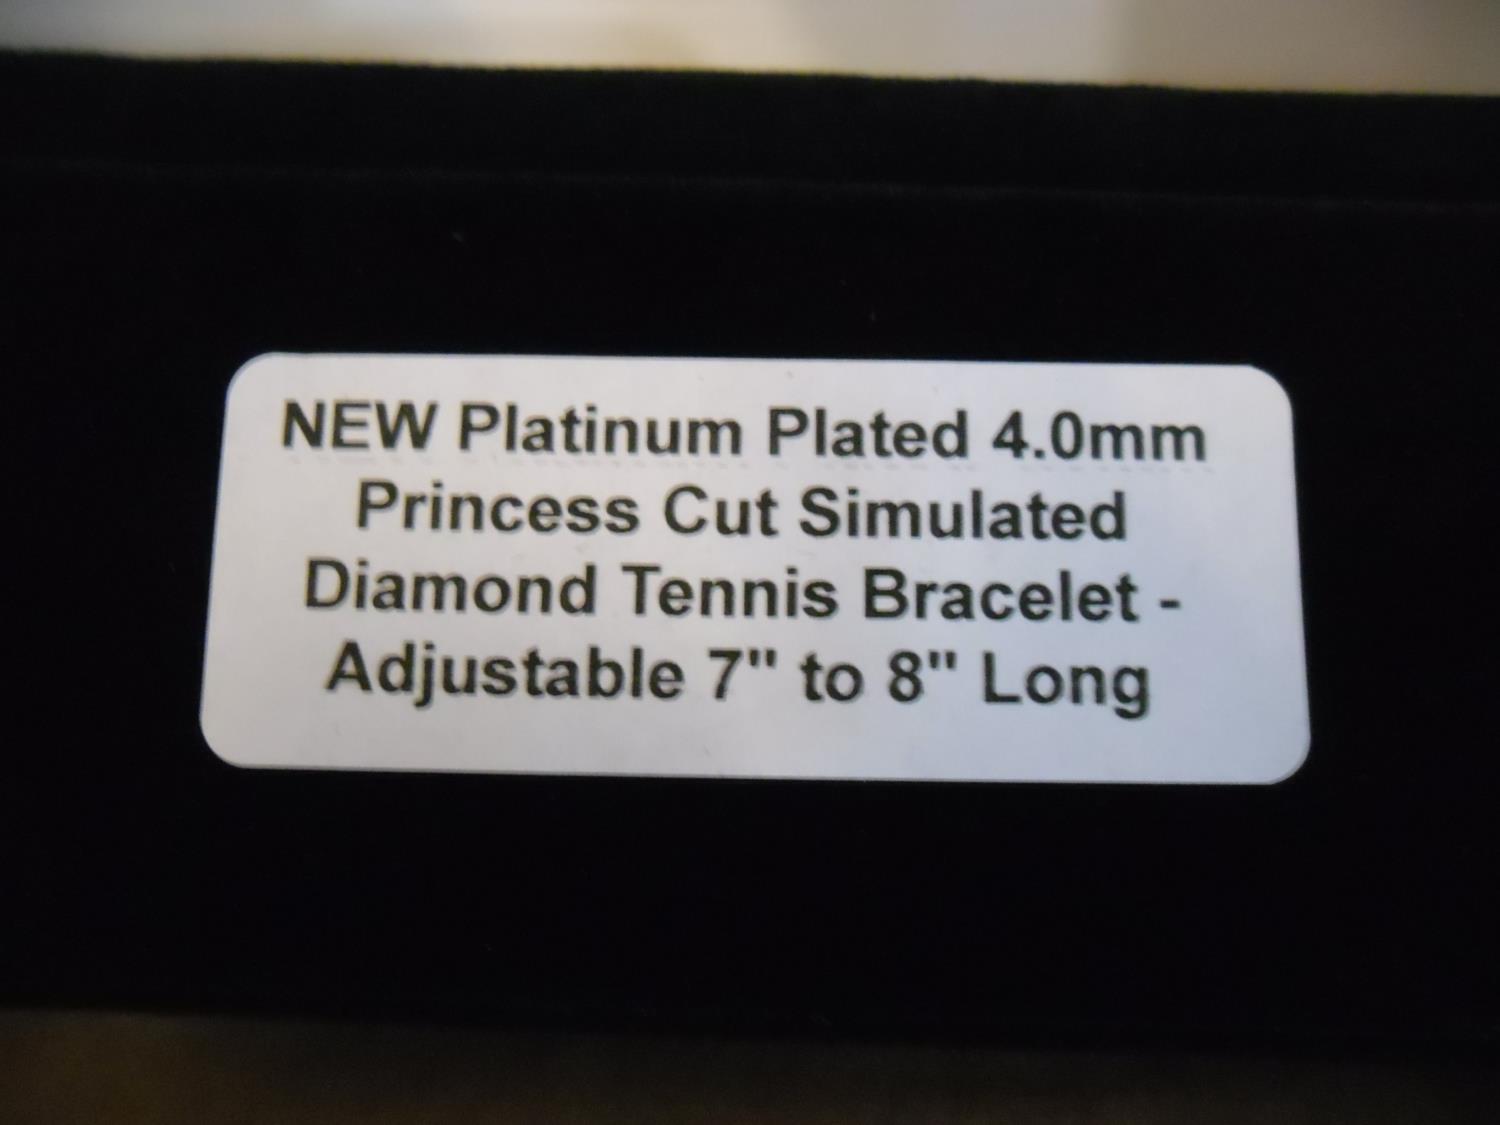 NEW Platinum Plated 4.0mm
Princess Cut Simulated
Diamond Tennis Bracelet -
Adjustable 7" to 8" Long